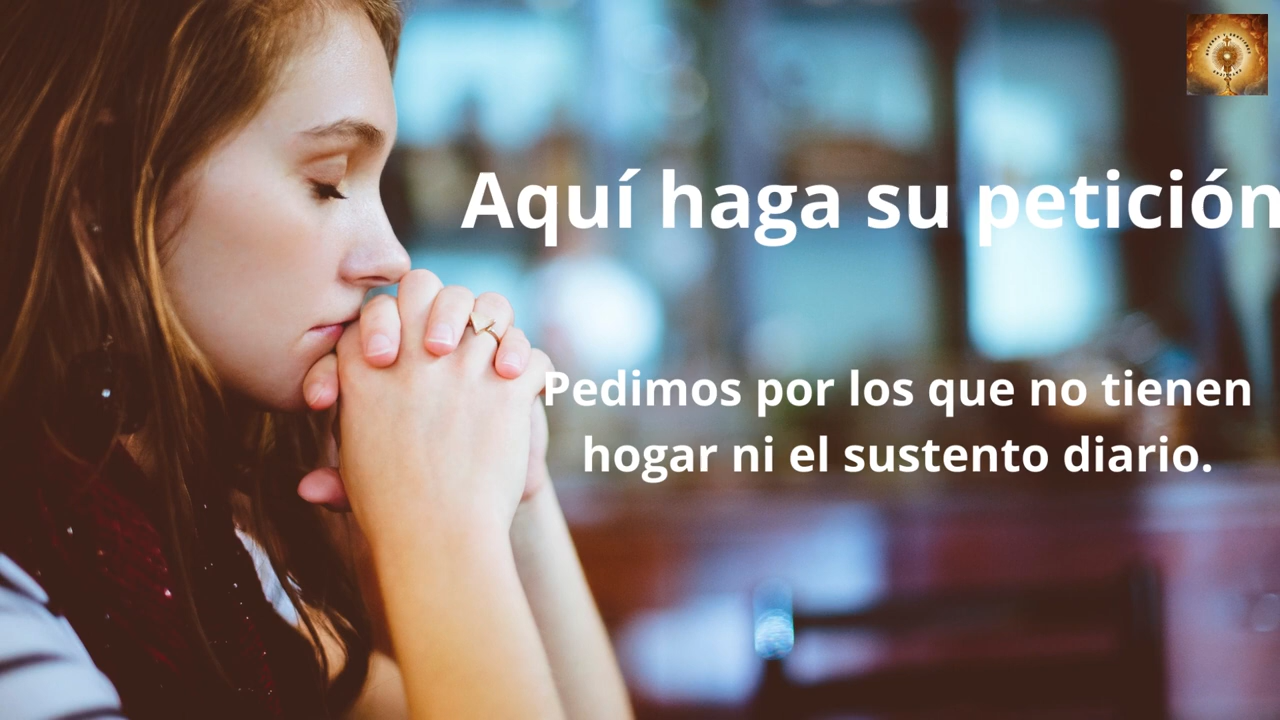 Aquí haga su petición
Pedimos por los que no tienen
hogar ni el sustento diario.